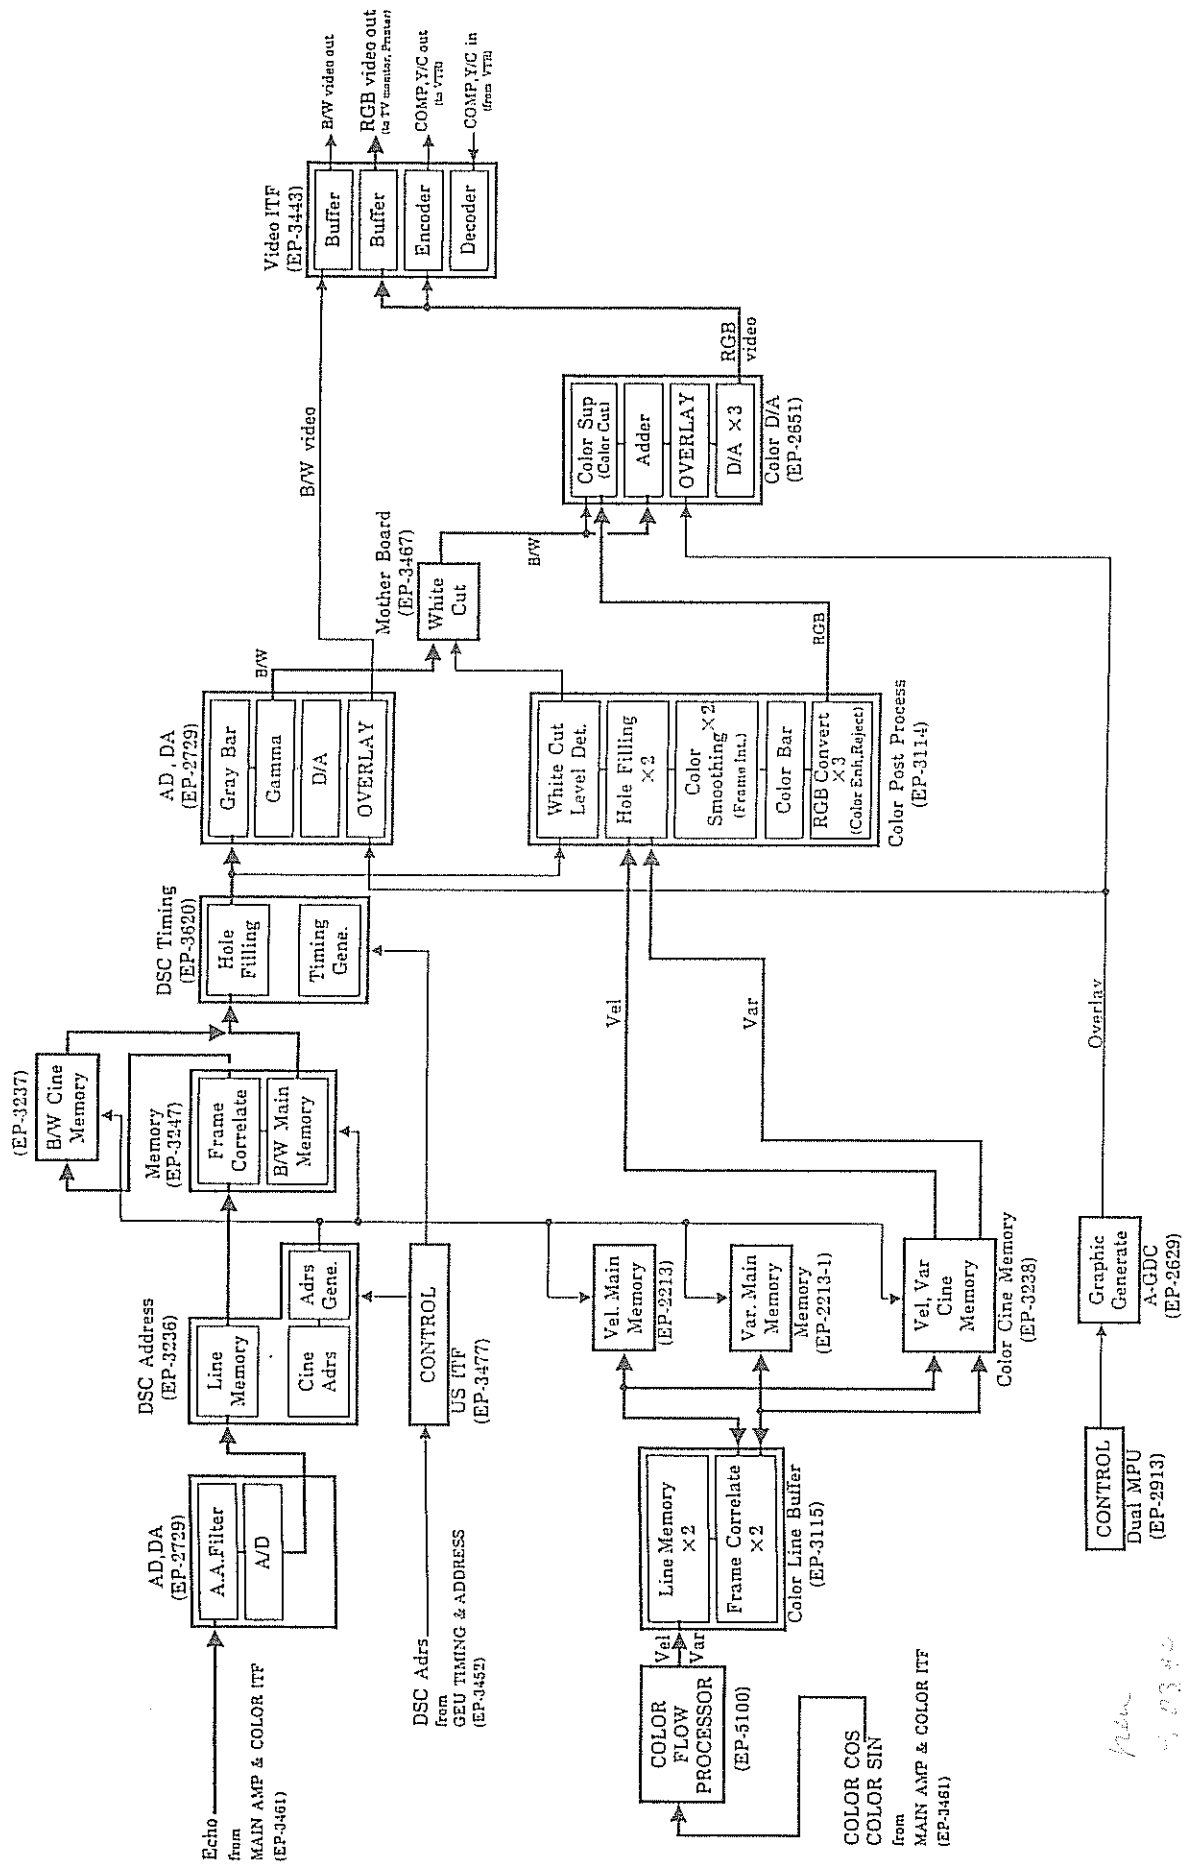 Echo
from
MAIN AMP & COLOR ITF
(EP-3461)
AD,DA
(EP-2729)
A.A.Filter
A/D
DSC Address
(EP-3236)
Line
Memory
Cine
Adrs
Adrs
Gene.
(EP-3237)
B/W Cine
Memory
Memory
(EP-3247)
Frame
Correlate
B/W Main
Memory
DSC Timing
(EP-3620)
Hole
Filling
Timing
Gene.
AD, DA
(EP-2729)
Gray Bar
Gamma
D/A
OVERLAY
B/W
B/W video
Video ITF
(EP-3443)
Buffer
Buffer
Encoder
Decoder
B/W video out
RGB video out
(to TV monitor, Printer)
COMP,Y/C out
(to VTR)
COMP,Y/C in
(from VTR)
DSC Adrs
from
GEU TIMING & ADDRESS
(EP-3452)
CONTROL
US ITF
(EP-3477)
Mother Board
(EP-3467)
White
Cut
B/W
Vel. Main
Memory
(EP-2213)
Var. Main
Memory
Memory
(EP-2213-1)
Vel, Var
Cine
Memory
Color Cine Memory
(EP-3238)
Vel
Var
White Cut
Level Det.
Hole Filling
×2
Color
Smoothing ×2
(Frame Int.)
Color Bar
RGB Convert
×3
(Color Enh,Reject)
Color Post Process
(EP-3114)
RGB
Color Sup
(Color Cut)
Adder
OVERLAY
D/A ×3
Color D/A
(EP-2651)
RGB
video
COLOR COS
COLOR SIN
from
MAIN AMP & COLOR ITF
(EP-3461)
COLOR
FLOW
PROCESSOR
(EP-5100)
Vel
Var
Line Memory
×2
Frame Correlate
×2
Color Line Buffer
(EP-3115)
CONTROL
Dual MPU
(EP-2913)
Graphic
Generate
A-GDC
(EP-2629)
Overlay